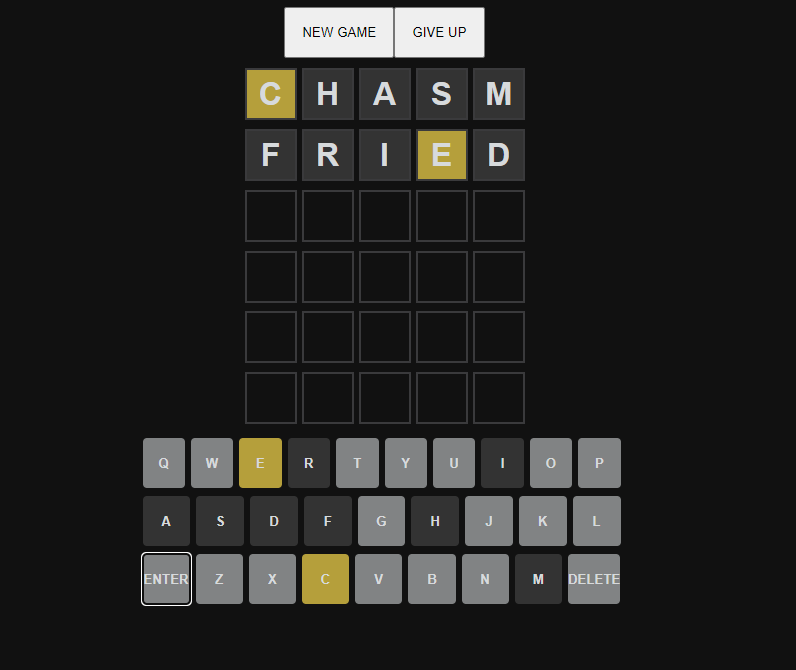 NEW GAME GIVE UP
C H A S M
F R I E D
Q W E R T Y U I O P
A S D F G H J K L
ENTER Z X C V B N M DELETE